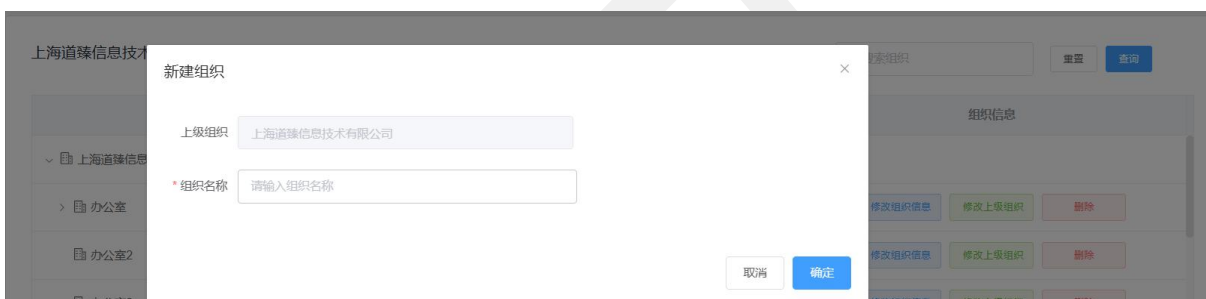 上海道臻信息技术
搜索组织
重置
查询
新建组织
组织信息
上级组织
上海道臻信息技术有限公司
上海道臻信息
* 组织名称
请输入组织名称
办公室
修改组织信息
修改上级组织
删除
办公室2
修改组织信息
修改上级组织
删除
取消
确定